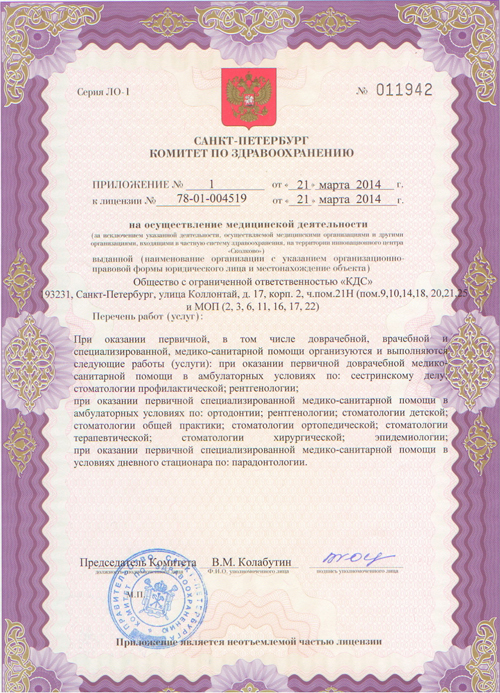 Серия ЛО-1 № 011942
САНКТ-ПЕТЕРБУРГ
КОМИТЕТ ПО ЗДРАВООХРАНЕНИЮ
ПРИЛОЖЕНИЕ № 1 от « 21 » марта 2014 г.
к лицензии № 78-01-004519 от « 21 » марта 2014 г.
на осуществление медицинской деятельности
(за исключением указанной деятельности, осуществляемой медицинскими организациями и другими
организациями, входящими в частную систему здравоохранения, на территории инновационного центра
«Сколково»)
выданной (наименование организации с указанием организационно-
правовой формы юридического лица и местонахождение объекта)
Общество с ограниченной ответственностью «КДС»
193231, Санкт-Петербург, улица Коллонтай, д. 17, корп. 2, ч.пом.21Н (пом.9,10,14,18, 20,21,25
и МОП (2, 3, 6, 11, 16, 17, 22)
Перечень работ (услуг):
При оказании первичной, в том числе доврачебной, врачебной и
специализированной, медико-санитарной помощи организуются и выполняются
следующие работы (услуги): при оказании первичной доврачебной медико-
санитарной помощи в амбулаторных условиях по: сестринскому делу,
стоматологии профилактической; рентгенологии;
при оказании первичной специализированной медико-санитарной помощи в
амбулаторных условиях по: ортодонтии; рентгенологии; стоматологии детской;
стоматологии общей практики; стоматологии ортопедической; стоматологии
терапевтической; стоматологии хирургической; эпидемиологии;
при оказании первичной специализированной медико-санитарной помощи в
условиях дневного стационара по: парадонтологии.
Председатель Комитета В.М. Колабутин
должность уполномоченного лица Ф.И.О. уполномоченного лица подпись уполномоченного лица
М.П.
ПРАВИТЕЛЬСТВО САНКТ-ПЕТЕРБУРГА
КОМИТЕТ ПО ЗДРАВООХРАНЕНИЮ
Приложение является неотъемлемой частью лицензии